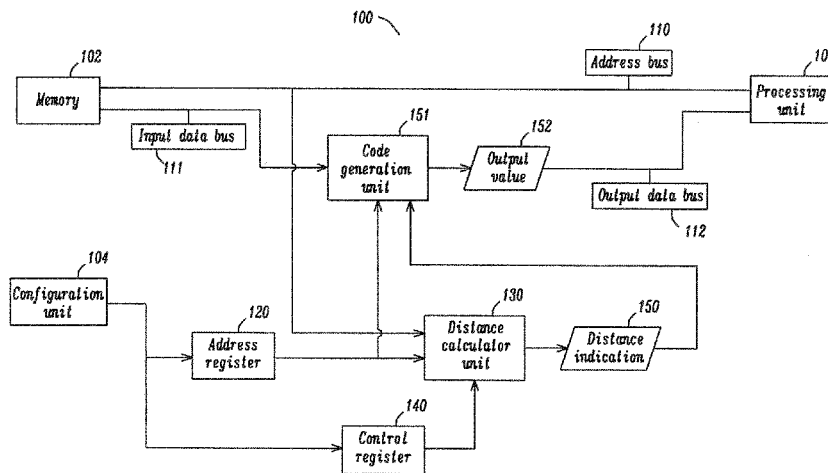 100
110
102
Address bus
10
Memory
Processing
unit
151
Input data bus
Code
generation
unit
152
Output
value
111
Output data bus
112
104
Configuration
unit
120
130
150
Address
register
Distance
calculator
unit
Distance
indication
140
Control
register